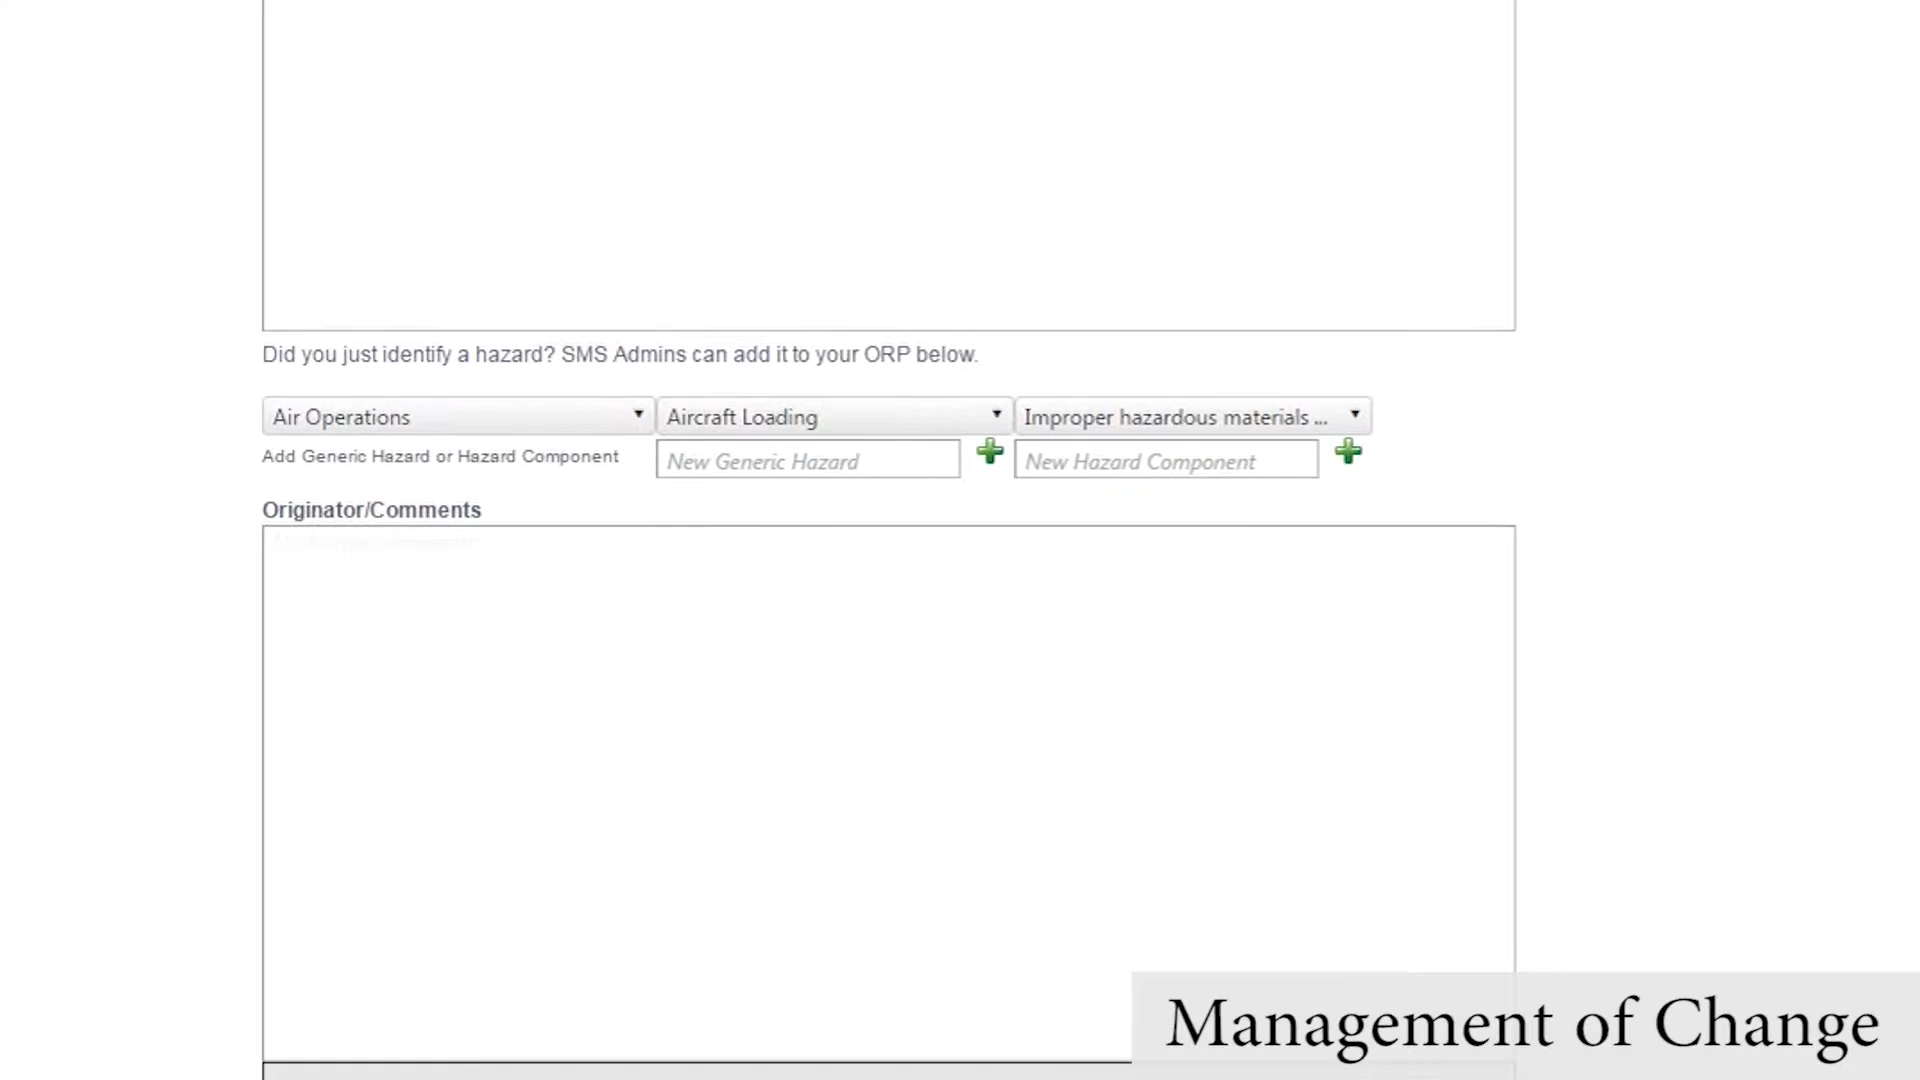 Did you just identify a hazard? SMS Admins can add it to your ORP below.
Air Operations Aircraft Loading Improper hazardous materials ...
Add Generic Hazard or Hazard Component New Generic Hazard New Hazard Component
Originator/Comments
Management of Change